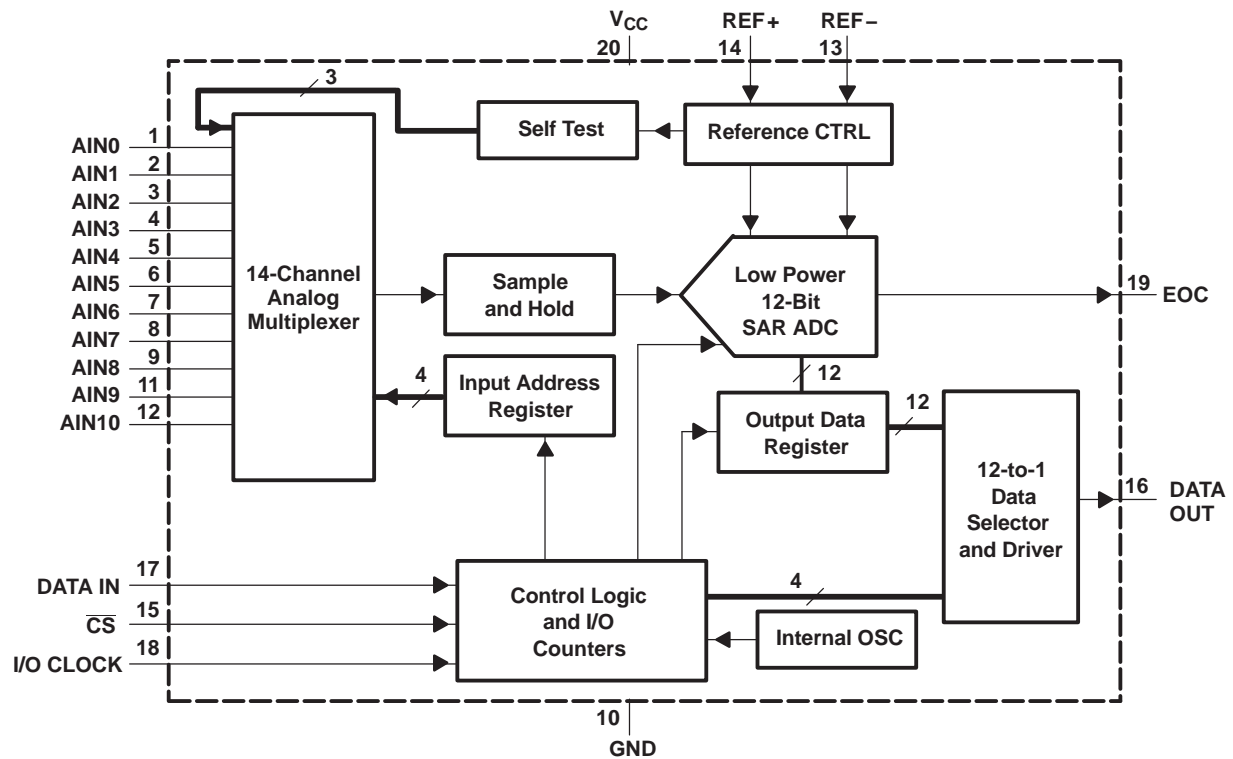 VCC
20
REF+
14
REF−
13
3
Self Test
Reference CTRL
AIN0
1
AIN1
2
AIN2
3
AIN3
4
AIN4
5
AIN5
6
AIN6
7
AIN7
8
AIN8
9
AIN9
11
AIN10
12
14-Channel
Analog
Multiplexer
Sample
and Hold
Low Power
12-Bit
SAR ADC
19
EOC
4
Input Address
Register
12
Output Data
Register
12
12-to-1
Data
Selector
and Driver
16
DATA
OUT
DATA IN
17
CS
15
I/O CLOCK
18
Control Logic
and I/O
Counters
4
Internal OSC
10
GND